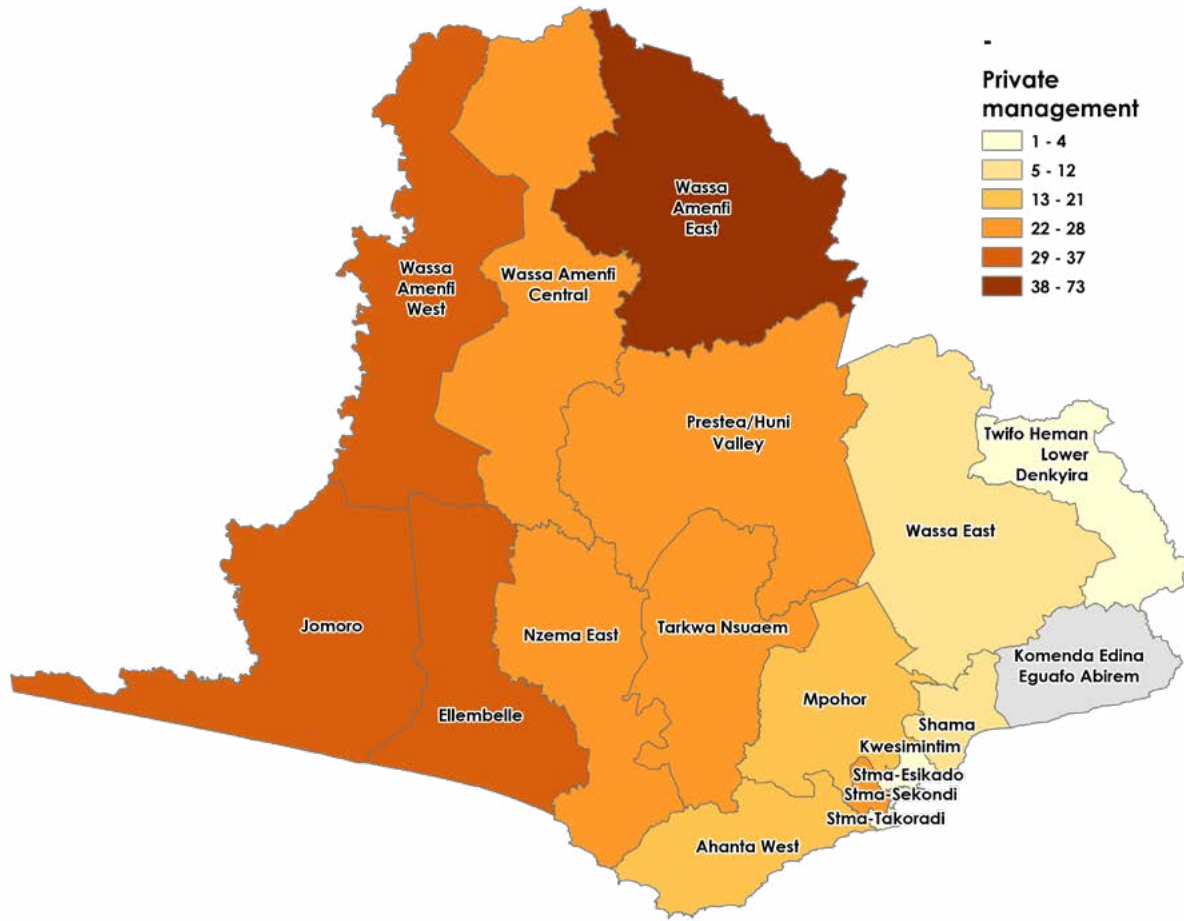 -
Private
management
1 - 4
5 - 12
13 - 21
22 - 28
29 - 37
38 - 73
Wassa
Amenfi
East
Wassa
Amenfi
West
Wassa Amenfi
Central
Prestea/Huni
Valley
Twifo Heman
Lower
Denkyira
Wassa East
Jomoro
Nzema East
Tarkwa Nsuaem
Komenda Edina
Eguafo Abirem
Ellembelle
Mpohor
Shama
Kwesimintim
Stma-Esikado
Stma-Sekondi
Stma-Takoradi
Ahanta West